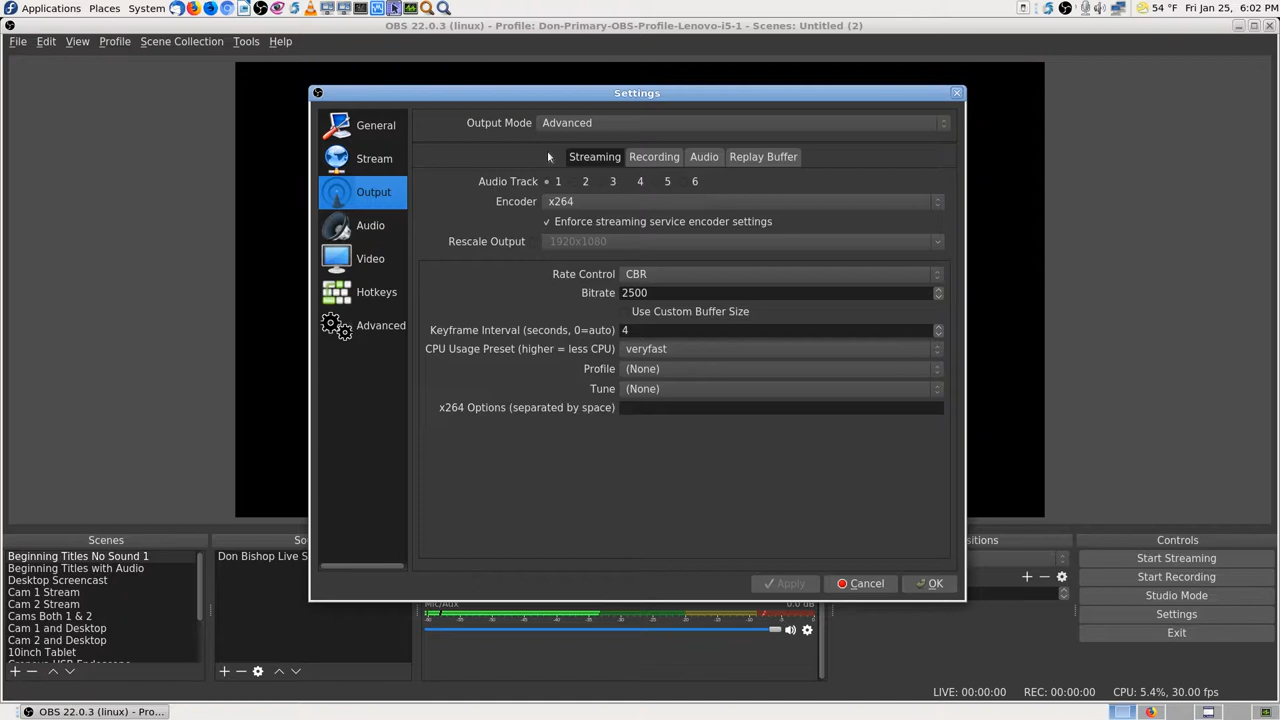 Applications Places System 54 °F Fri Jan 25, 6:02 PM
OBS 22.0.3 (linux) - Profile: Don-Primary-OBS-Profile-Lenovo-i5-1 - Scenes: Untitled (2)
File Edit View Profile Scene Collection Tools Help
Settings
General
Stream
Output
Audio
Video
Hotkeys
Advanced
Output Mode Advanced
Streaming Recording Audio Replay Buffer
Audio Track 1 2 3 4 5 6
Encoder x264
✓ Enforce streaming service encoder settings
Rescale Output 1920x1080
Rate Control CBR
Bitrate 2500
Use Custom Buffer Size
Keyframe Interval (seconds, 0=auto) 4
CPU Usage Preset (higher = less CPU) veryfast
Profile (None)
Tune (None)
x264 Options (separated by space)
Apply Cancel OK
Scenes
Beginning Titles No Sound 1
Beginning Titles with Audio
Desktop Screencast
Cam 1 Stream
Cam 2 Stream
Cams Both 1 & 2
Cam 1 and Desktop
Cam 2 and Desktop
10inch Tablet
So
Don Bishop Live S
Mic/Aux 0.0 dB
sitions
Controls
Start Streaming
Start Recording
Studio Mode
Settings
Exit
LIVE: 00:00:00 REC: 00:00:00 CPU: 5.4%, 30.00 fps
OBS 22.0.3 (linux) - Pro...